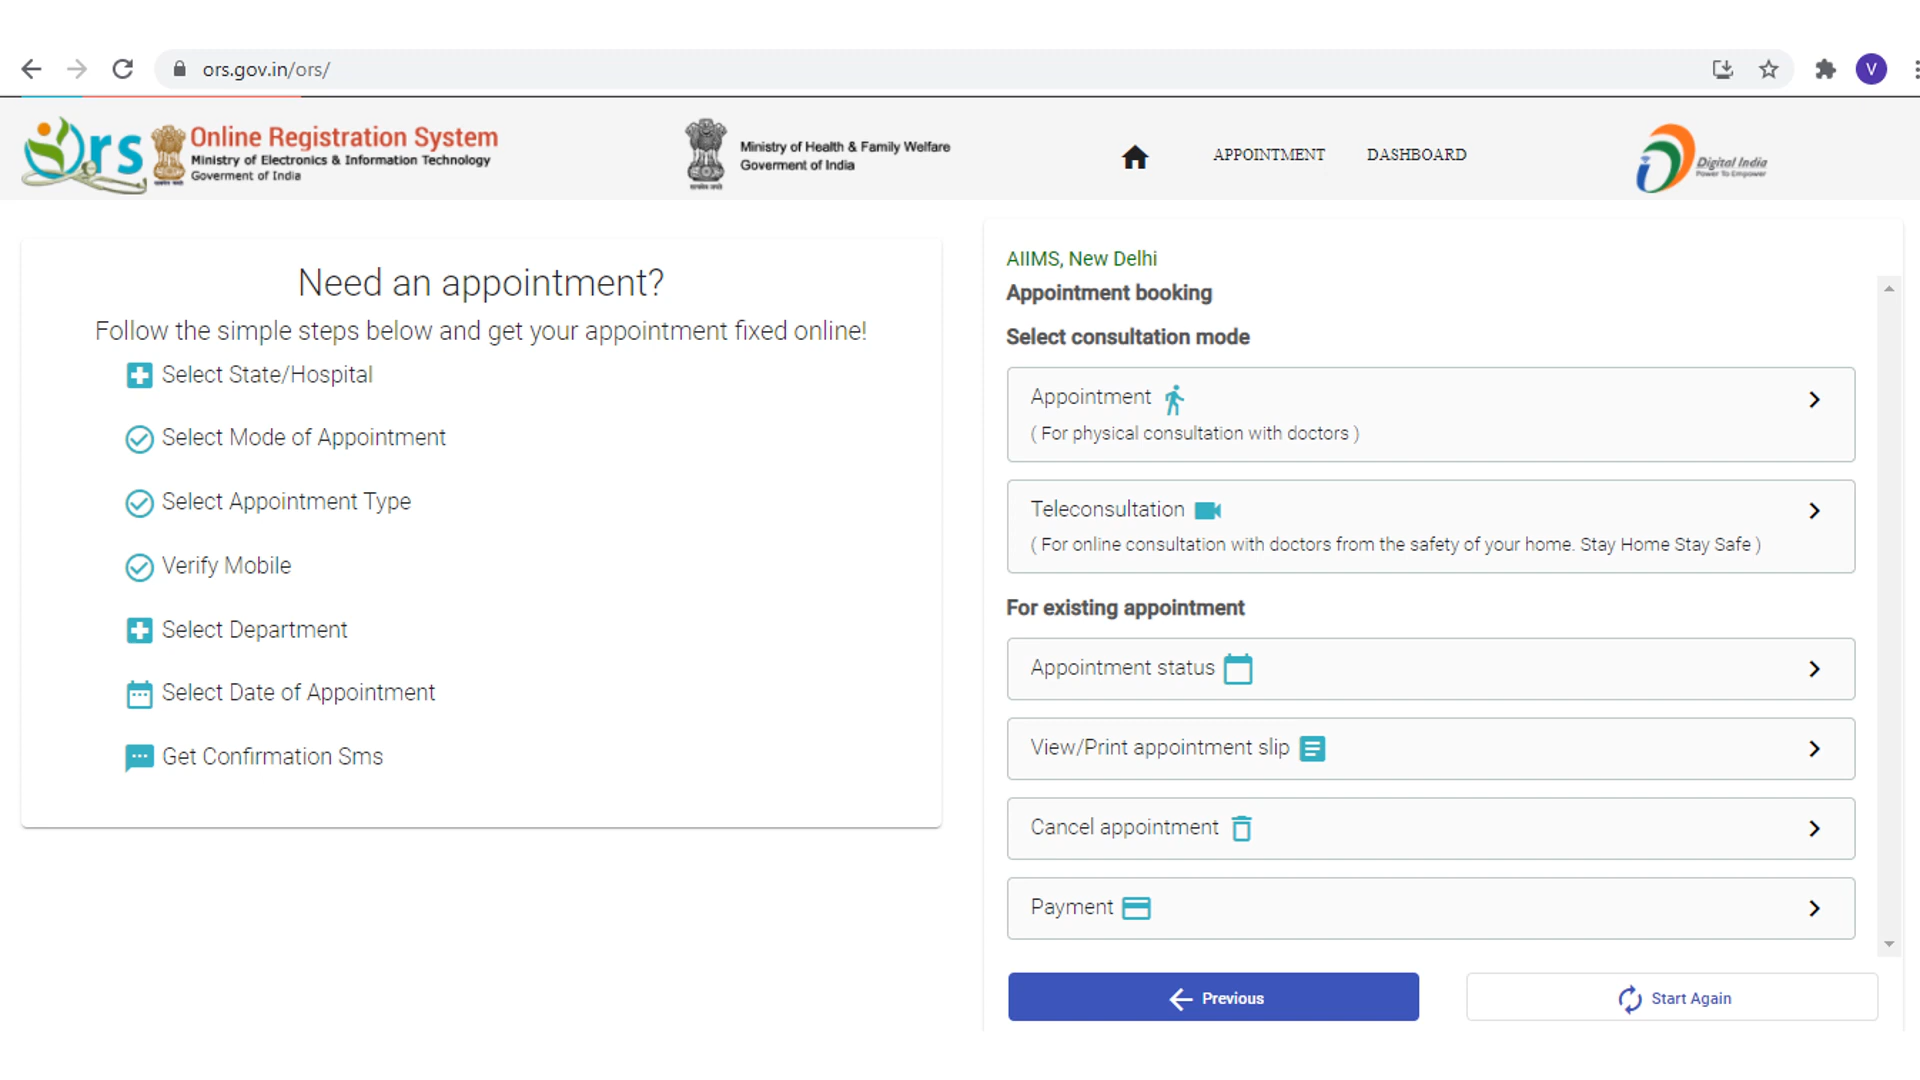 ors.gov.in/ors/
V
Ors
Online Registration System
Ministry of Electronics & Information Technology
Goverment of India
Ministry of Health & Family Welfare
Goverment of India
APPOINTMENT
DASHBOARD
Digital India
Power To Empower
Need an appointment?
Follow the simple steps below and get your appointment fixed online!
Select State/Hospital
Select Mode of Appointment
Select Appointment Type
Verify Mobile
Select Department
Select Date of Appointment
Get Confirmation Sms
AIIMS, New Delhi
Appointment booking
Select consultation mode
Appointment
( For physical consultation with doctors )
Teleconsultation
( For online consultation with doctors from the safety of your home. Stay Home Stay Safe )
For existing appointment
Appointment status
View/Print appointment slip
Cancel appointment
Payment
Previous
Start Again